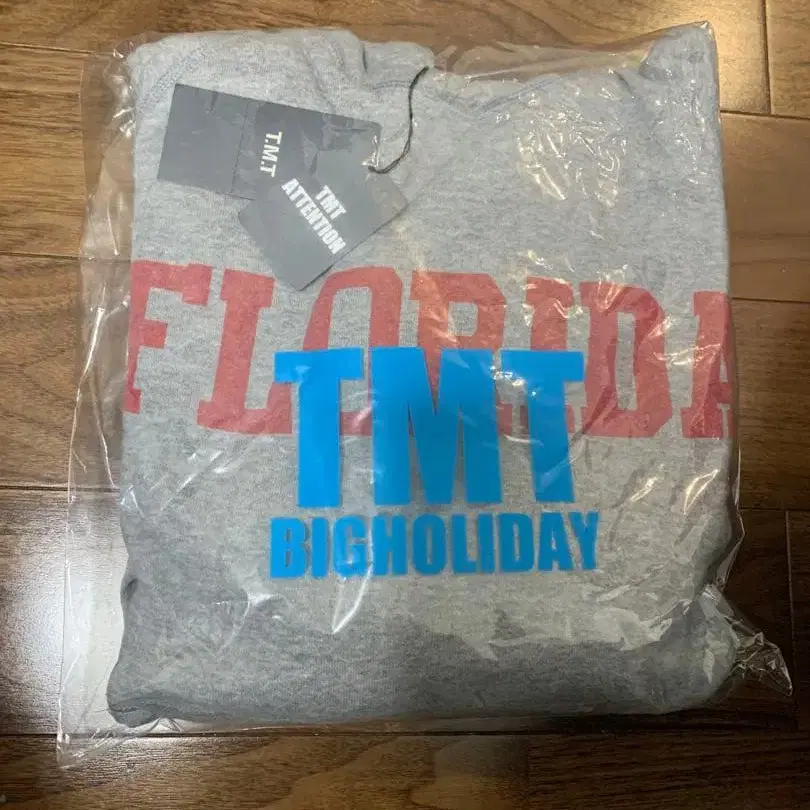 T.M.T
TMT
ATTENTION
FLORIDA
TMT
BIGHOLIDAY